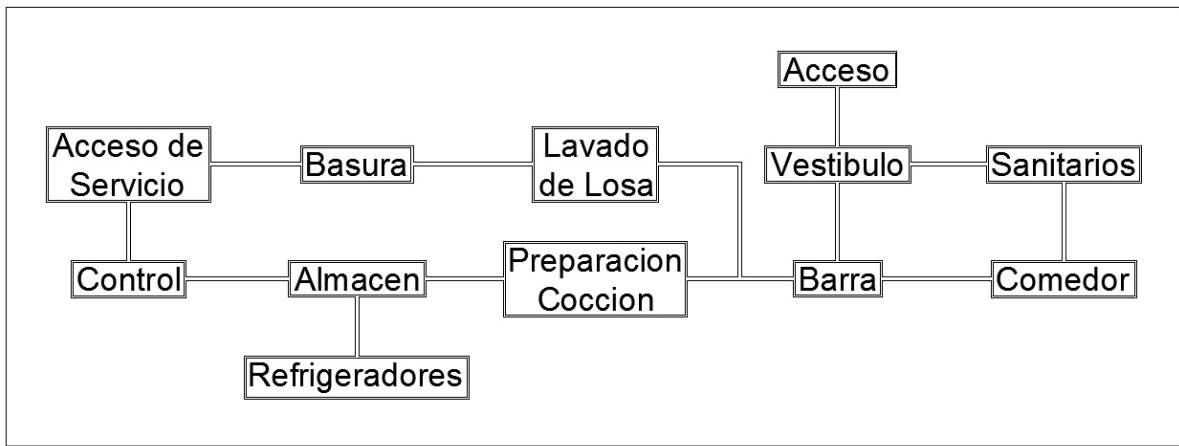 Acceso
Acceso de
Servicio
Basura
Lavado
de Losa
Vestibulo
Sanitarios
Control
Almacen
Preparacion
Coccion
Barra
Comedor
Refrigeradores